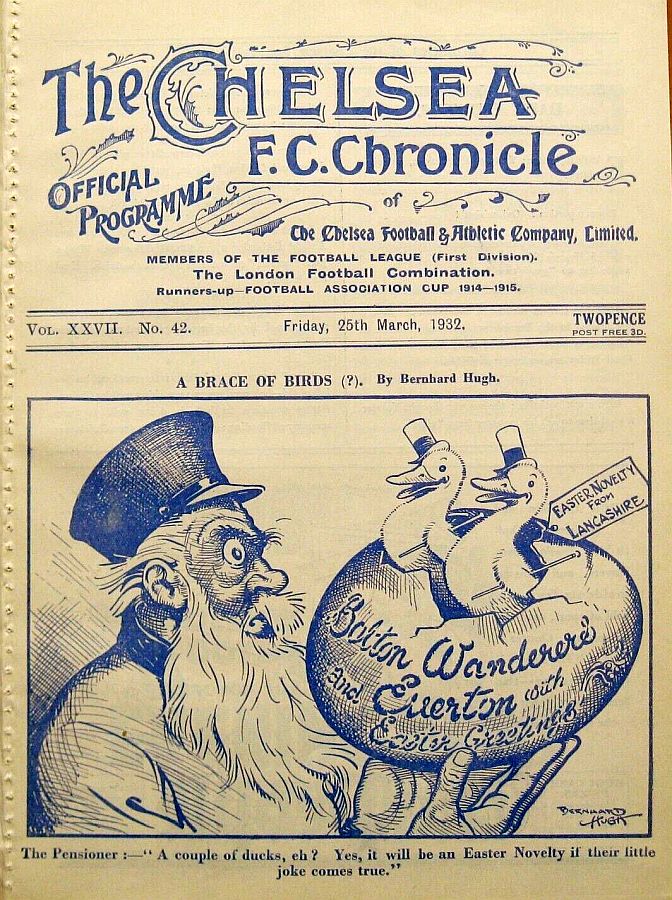 The CHELSEA
F.C. Chronicle
OFFICIAL
PROGRAMME
of
The Chelsea Football & Athletic Company, Limited.
MEMBERS OF THE FOOTBALL LEAGUE (First Division).
The London Football Combination.
Runners-up—FOOTBALL ASSOCIATION CUP 1914—1915.
VOL. XXVII. No. 42.
Friday, 25th March, 1932.
TWOPENCE
POST FREE 3D.
A BRACE OF BIRDS (?). By Bernhard Hugh.
EASTER NOVELTY
FROM
LANCASHIRE
Bolton Wanderers
and Everton with
Easter Greetings
BERNHARD
HUGH
The Pensioner :—" A couple of ducks, eh? Yes, it will be an Easter Novelty if their little
joke comes true."